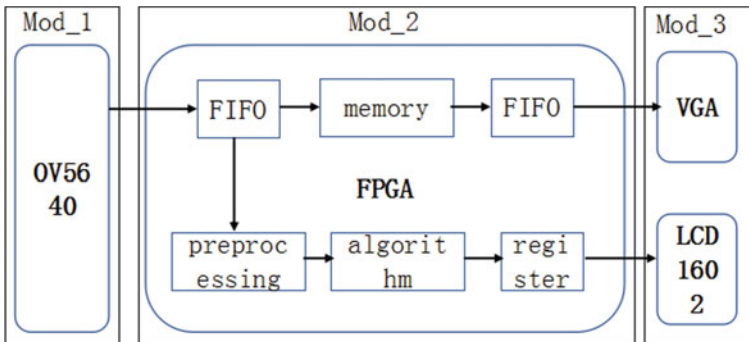 Mod_1
Mod_2
Mod_3
OV56
40
FIFO
memory
FIFO
FPGA
preproc
essing
algorit
hm
regi
ster
VGA
LCD
160
2